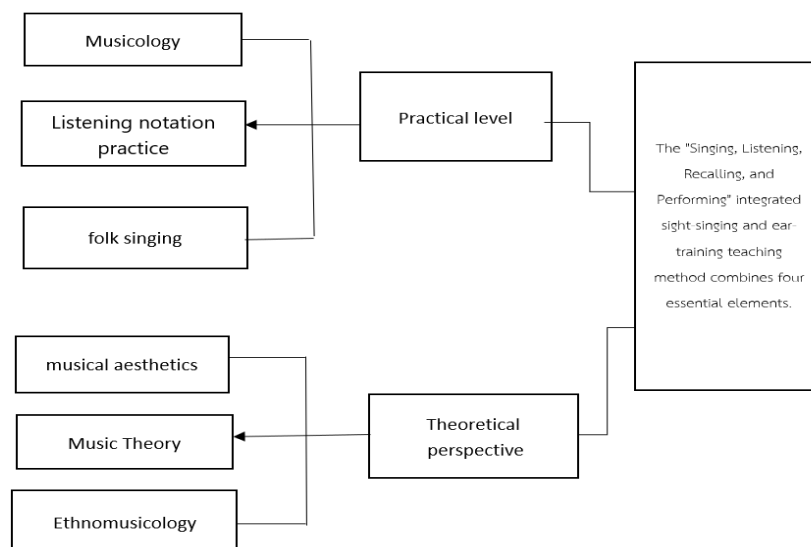 Musicology
Listening notation
practice
folk singing
Practical level
The "Singing, Listening,
Recalling, and
Performing" integrated
sight-singing and ear-
training teaching
method combines four
essential elements.
musical aesthetics
Music Theory
Ethnomusicology
Theoretical
perspective